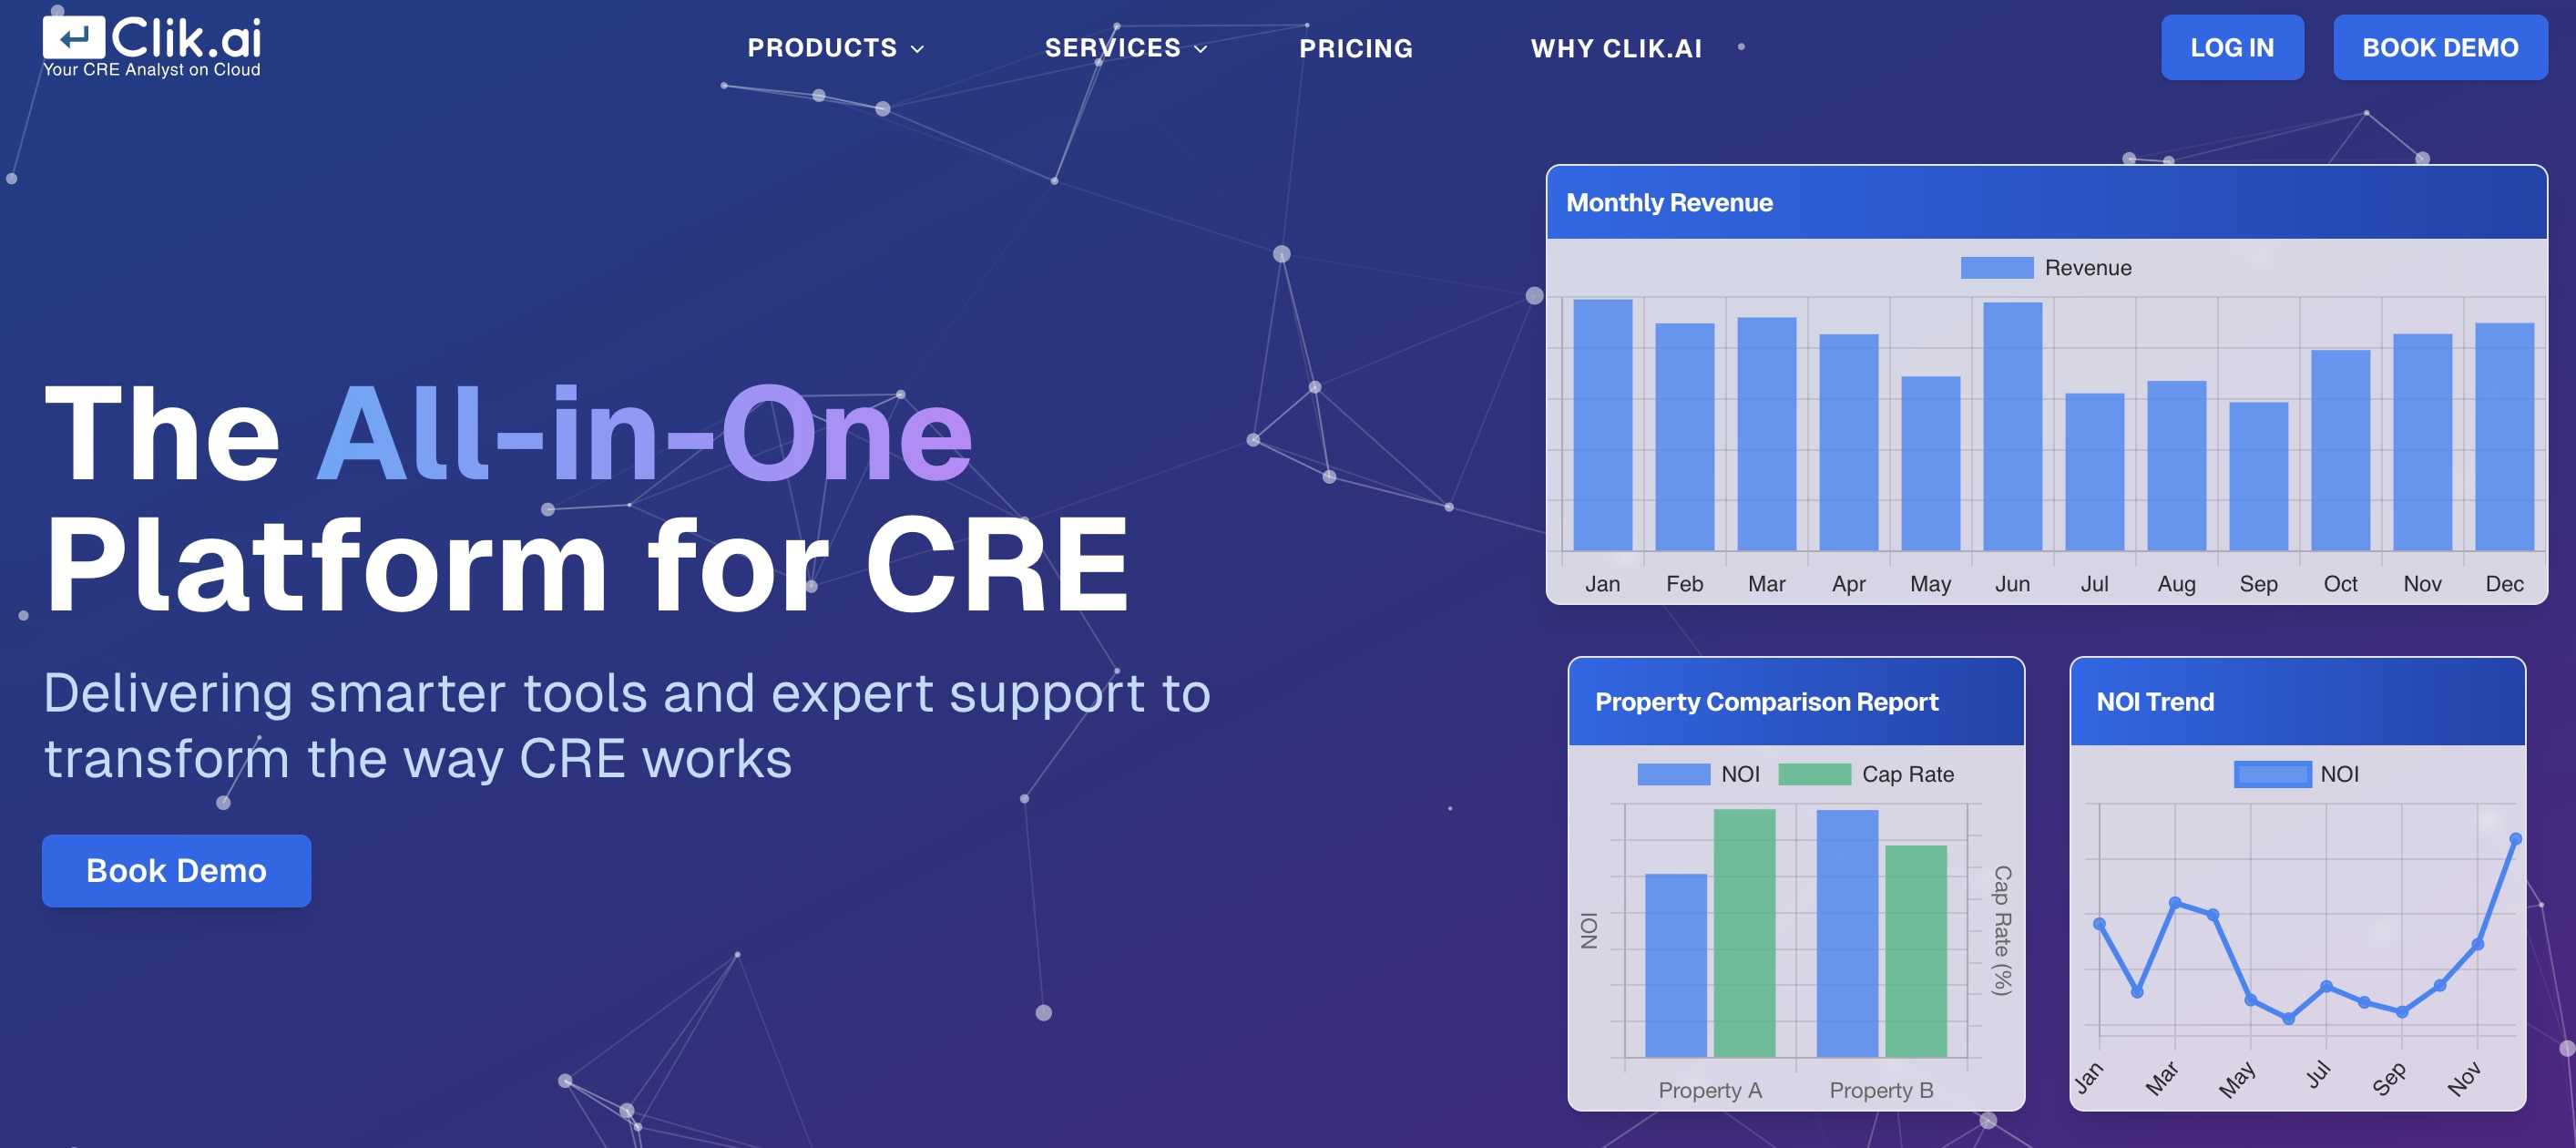 Clik.ai
Your CRE Analyst on Cloud
PRODUCTS
SERVICES
PRICING
WHY CLIK.AI
LOG IN
BOOK DEMO
The All-in-One
Platform for CRE
Delivering smarter tools and expert support to
transform the way CRE works
Book Demo
Monthly Revenue
Revenue
Jan Feb Mar Apr May Jun Jul Aug Sep Oct Nov Dec
Property Comparison Report
NOI Cap Rate
NOI
Cap Rate (%)
Property A Property B
NOI Trend
NOI
Jan Mar May Jul Sep Nov